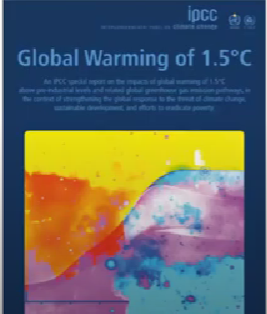 ipcc
INTERGOVERNMENTAL PANEL ON climate change
Global Warming of 1.5°C
An IPCC special report on the impacts of global warming of 1.5°C
above pre-industrial levels and related global greenhouse gas emission pathways, in
the context of strengthening the global response to the threat of climate change,
sustainable development, and efforts to eradicate poverty